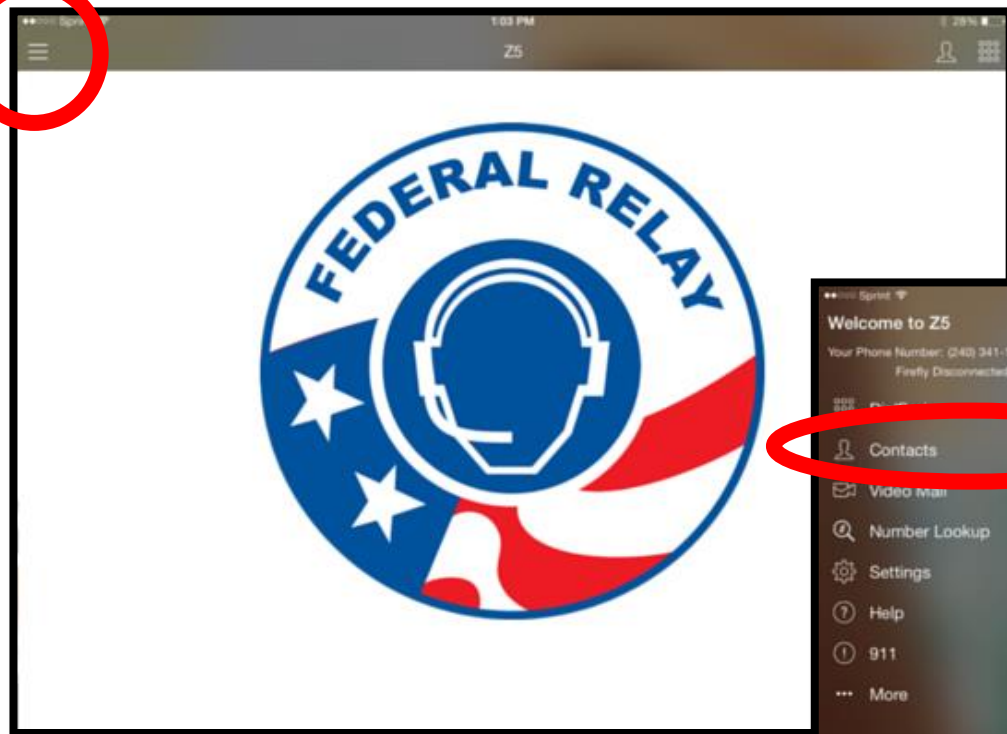 Sprint
1:03 PM
28%
Z5
FEDERAL RELAY
Sprint
Welcome to Z5
Your Phone Number: (240) 341-
Firefly Disconnected
Contacts
Video Mail
Number Lookup
Settings
Help
911
More